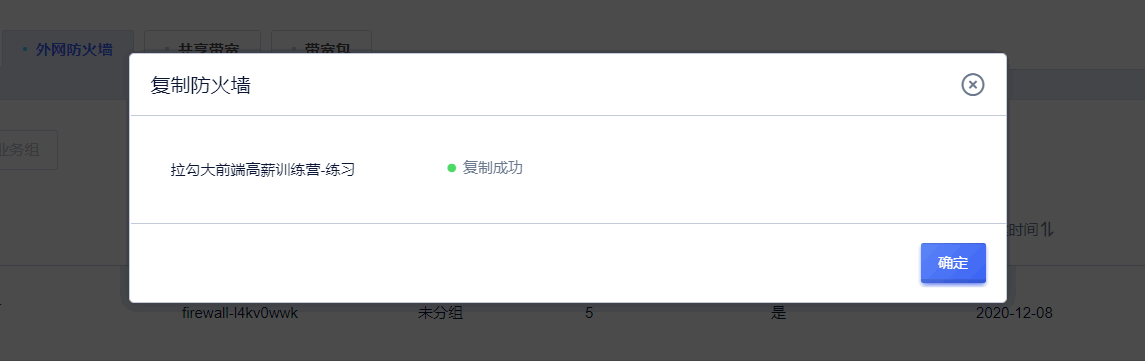 外网防火墙 共享带宽 带宽包
复制防火墙
业务组
拉勾大前端高薪训练营-练习 复制成功
时间
确定
firewall-l4kv0wwk 未分组 5 是 2020-12-08